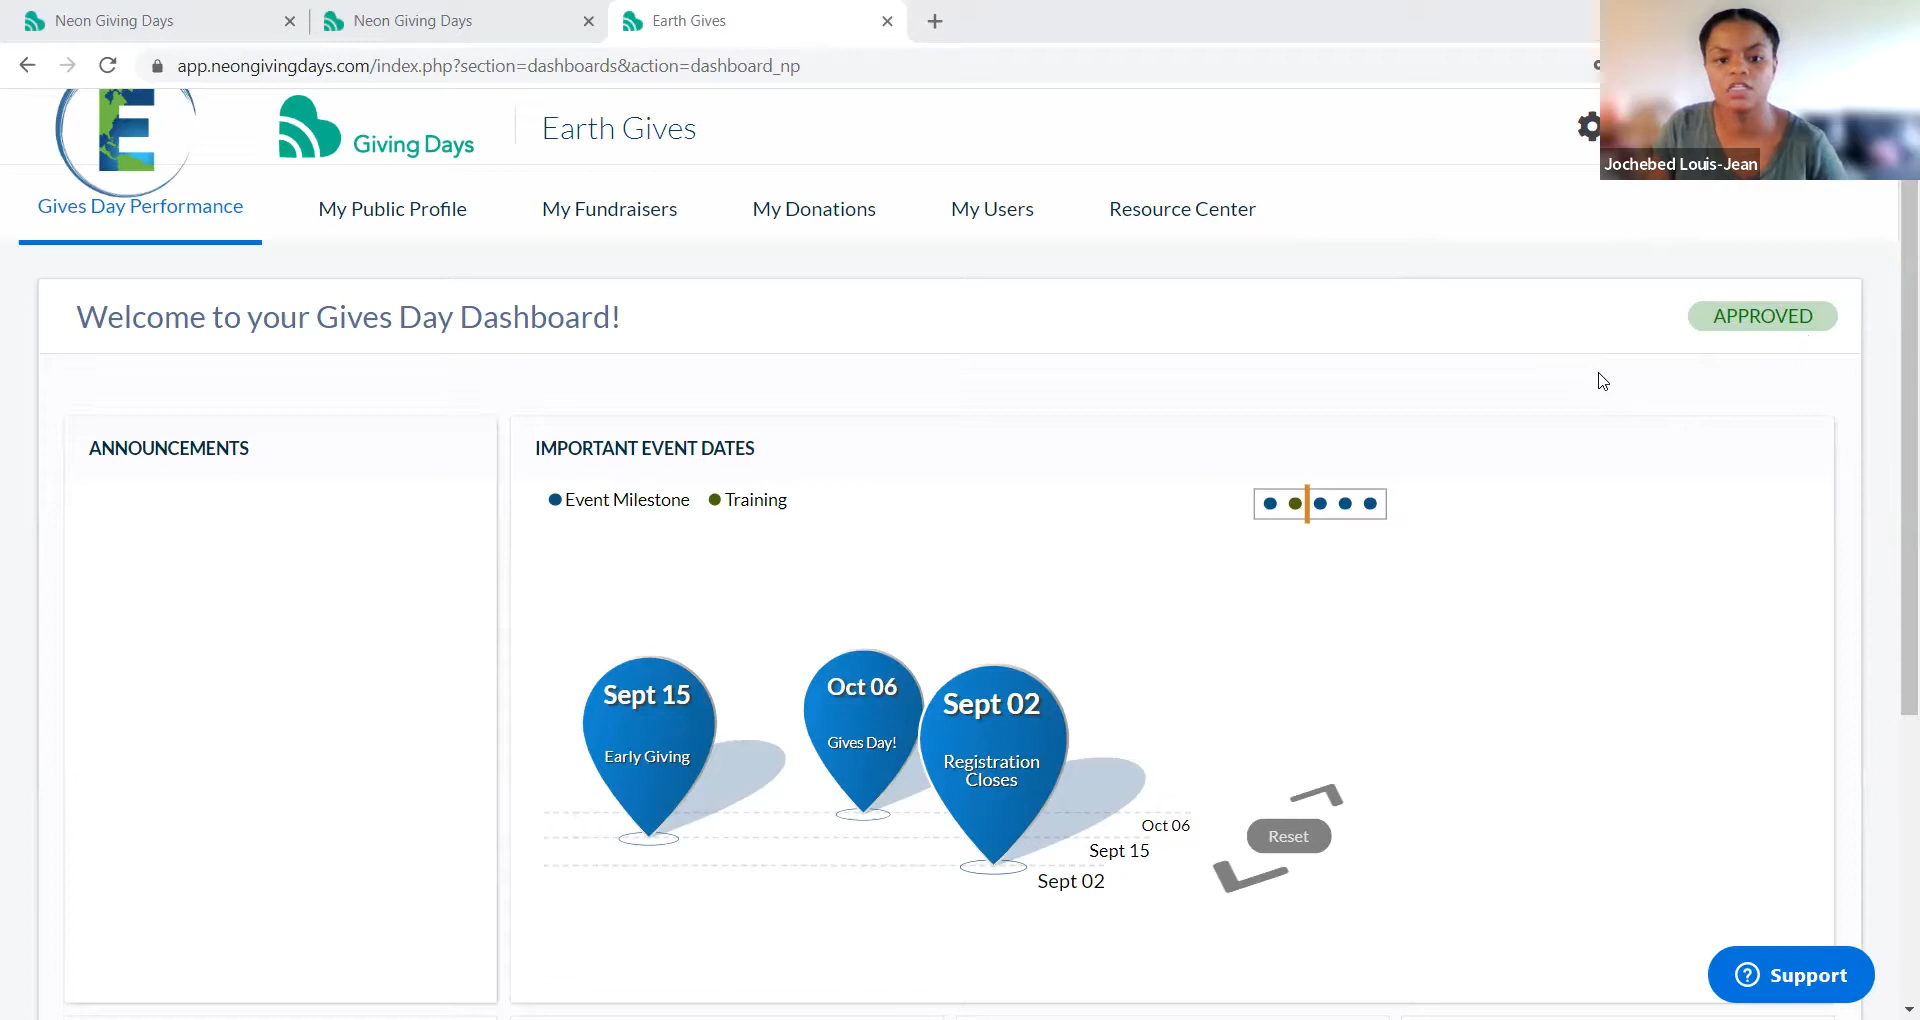 Neon Giving Days
Neon Giving Days
Earth Gives
app.neongivingdays.com/index.php?section=dashboards&action=dashboard_np
E
Giving Days
Earth Gives
Jochebed Louis-Jean
Gives Day Performance
My Public Profile
My Fundraisers
My Donations
My Users
Resource Center
Welcome to your Gives Day Dashboard!
APPROVED
ANNOUNCEMENTS
IMPORTANT EVENT DATES
Event Milestone
Training
Sept 15
Early Giving
Oct 06
Gives Day!
Sept 02
Registration
Closes
Oct 06
Sept 15
Sept 02
Reset
Support